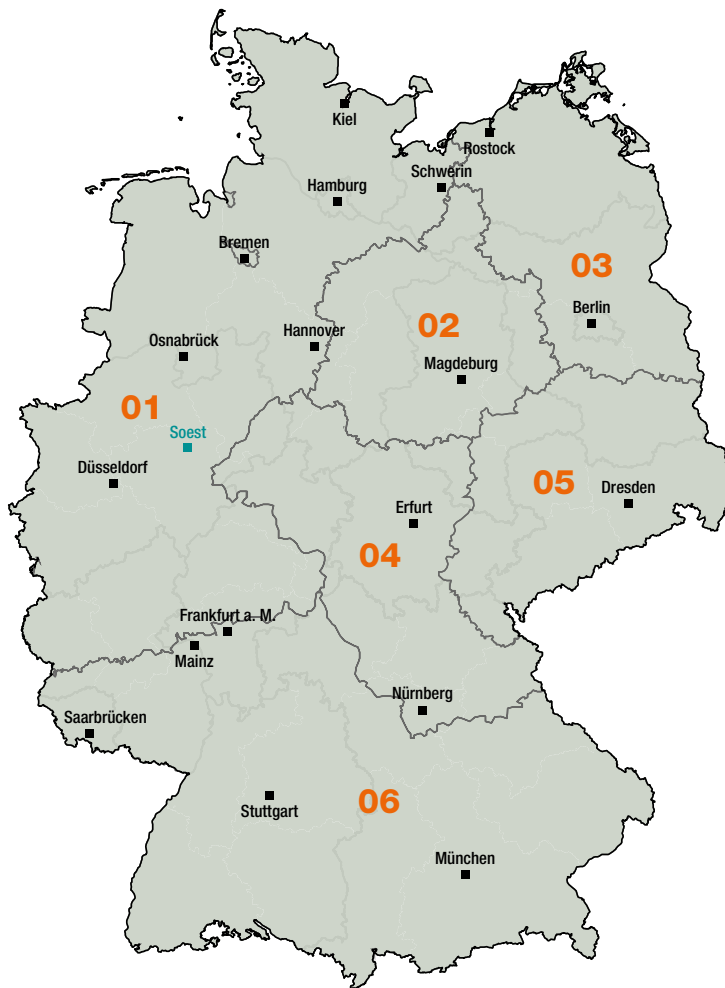 Kiel
Rostock
Schwerin
Hamburg
Bremen
03
Berlin
02
Hannover
Osnabrück
Magdeburg
01
Soest
Düsseldorf
05
Dresden
Erfurt
04
Frankfurt a. M.
Mainz
Nürnberg
Saarbrücken
06
Stuttgart
München